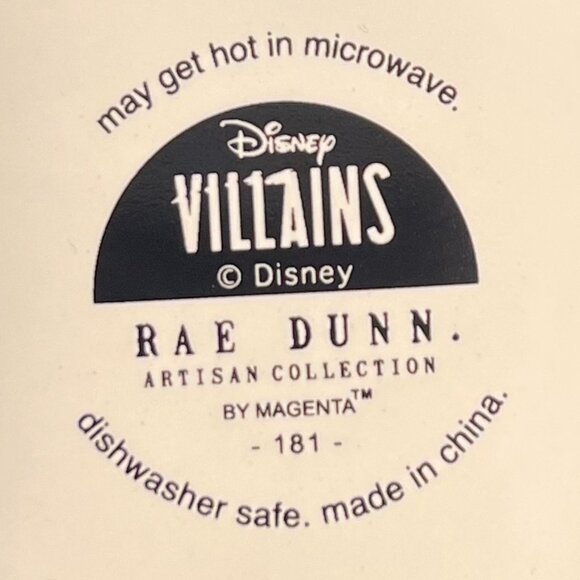 may get hot in microwave.
Disney
VILLAINS
© Disney
RAE DUNN.
ARTISAN COLLECTION
BY MAGENTA™
- 181 -
dishwasher safe. made in china.